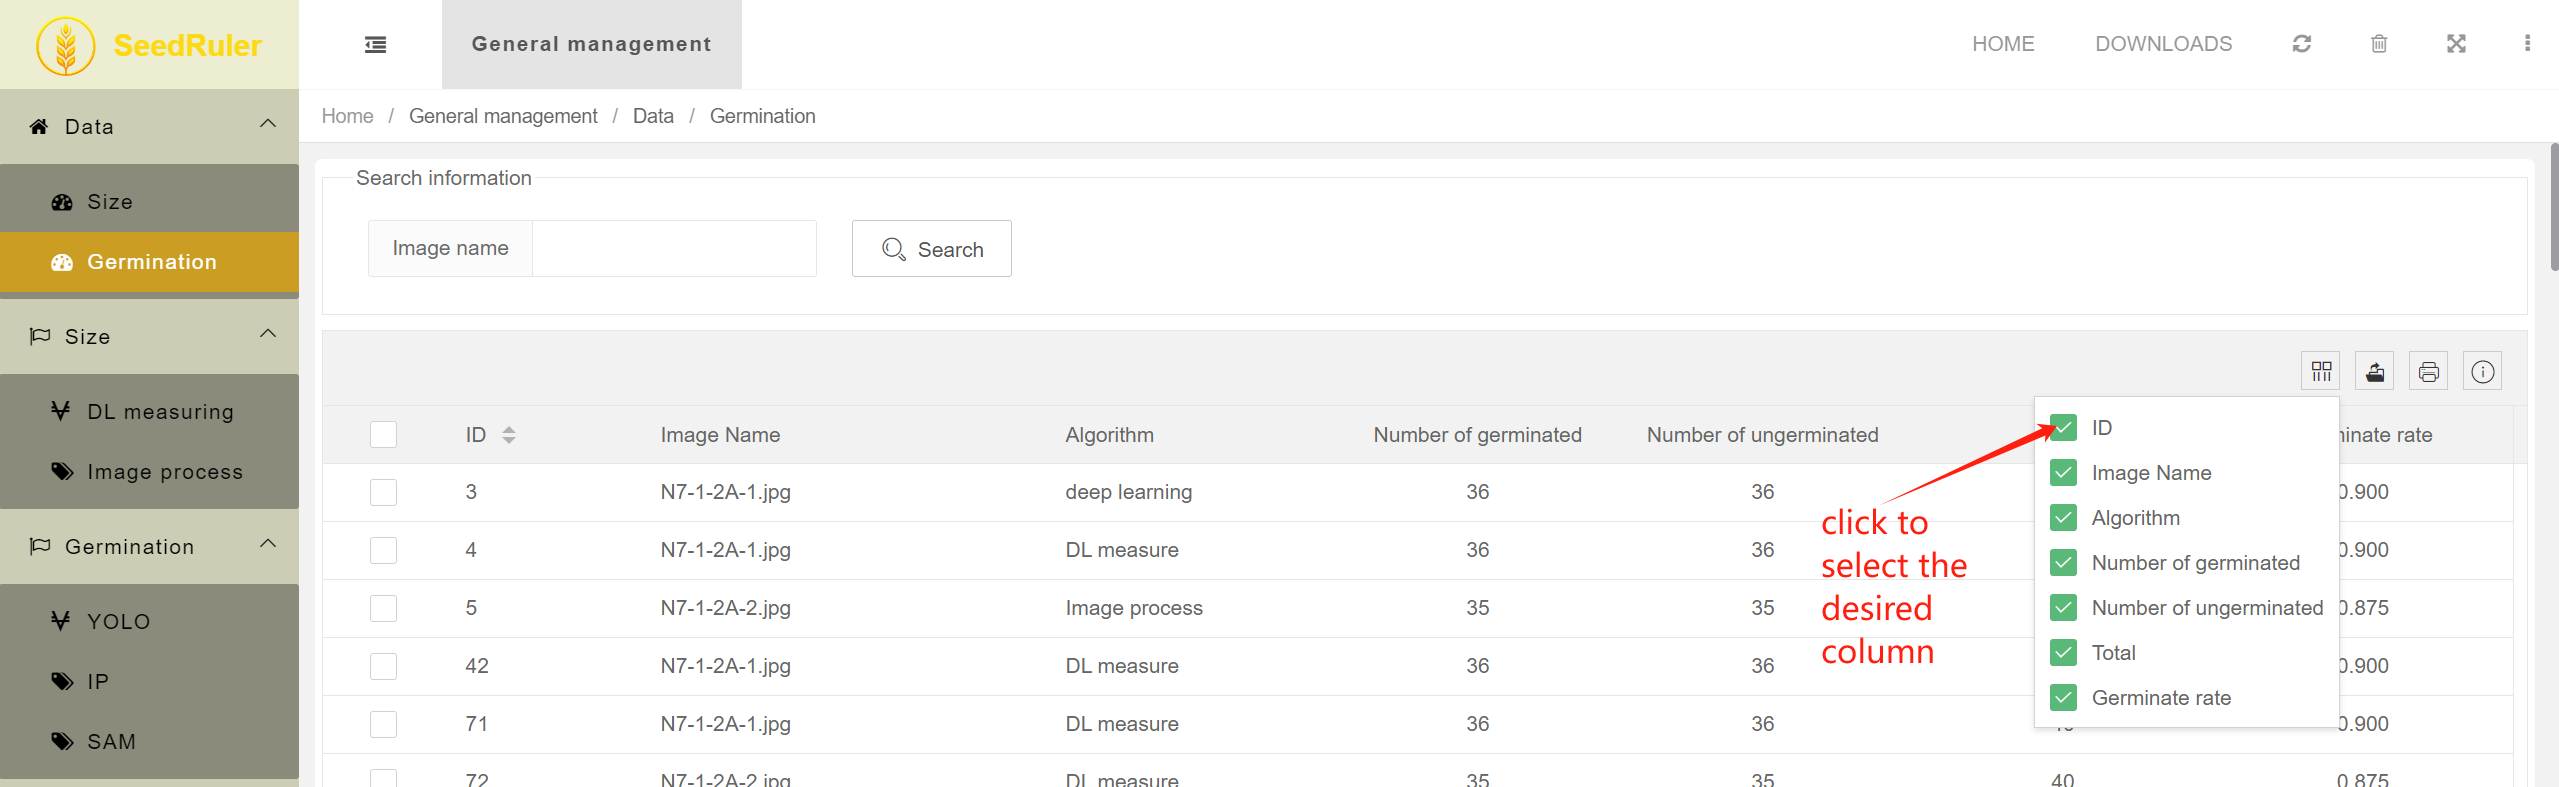 SeedRuler
General management
HOME
DOWNLOADS
Home / General management / Data / Germination
Data
Size
Germination
Size
DL measuring
Image process
Germination
YOLO
IP
SAM
Search information
Image name
Search
ID Image Name Algorithm Number of germinated Number of ungerminated inate rate
3 N7-1-2A-1.jpg deep learning 36 36 0.900
4 N7-1-2A-1.jpg DL measure 36 36 0.900
5 N7-1-2A-2.jpg Image process 35 35 0.875
42 N7-1-2A-1.jpg DL measure 36 36 0.900
71 N7-1-2A-1.jpg DL measure 36 36 0.900
72 N7-1-2A-2.jpg DL measure 35 35 40 0.875
ID
Image Name
Algorithm
Number of germinated
Number of ungerminated
Total
Germinate rate
click to
select the
desired
column